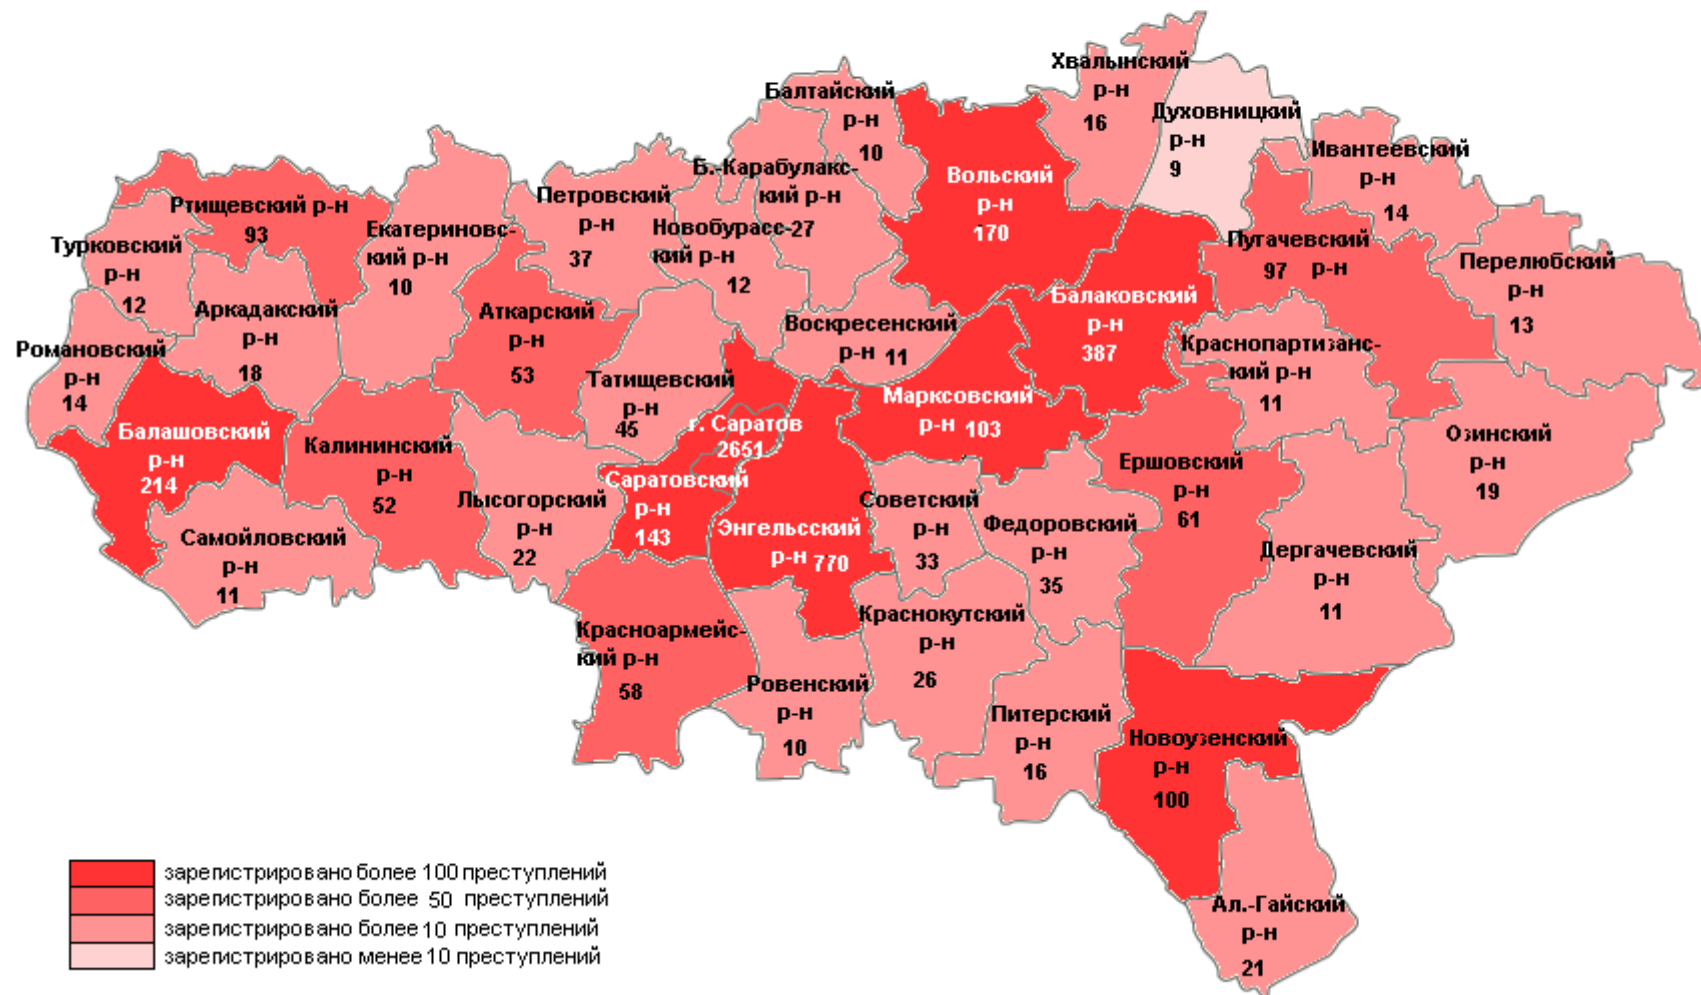 Хвалынский
р-н
16
Балтайский
р-н
10
Духовницкий
р-н
9
Ивантеевский
р-н
14
Б.-Карабулакс-
кий р-н
27
Вольский
р-н
170
Петровский
р-н
37
Ртищевский р-н
93
Екатериновс-
кий р-н
10
Новобурасс-
кий р-н
12
Турковский
р-н
12
Пугачевский
97 р-н
Перелюбский
р-н
13
Балаковский
р-н
387
Аркадакский
р-н
18
Аткарский
р-н
53
Воскресенский
р-н 11
Краснопартизанс-
кий р-н
11
Романовский
р-н
14
Татищевский
р-н
45
Марксовский
р-н 103
г. Саратов
2651
Балашовский
р-н
214
Калининский
р-н
52
Озинский
р-н
19
Ершовский
р-н
61
Саратовский
р-н
143
Лысогорский
р-н
22
Советский
р-н
33
Энгельсский
р-н 770
Федоровский
р-н
35
Самойловский
р-н
11
Дергачевский
р-н
11
Краснокутский
р-н
26
Красноармейс-
кий р-н
58
Ровенский
р-н
10
Питерский
р-н
16
Новоузенский
р-н
100
Ал.-Гайский
р-н
21
зарегистрировано более 100 преступлений
зарегистрировано более 50 преступлений
зарегистрировано более 10 преступлений
зарегистрировано менее 10 преступлений